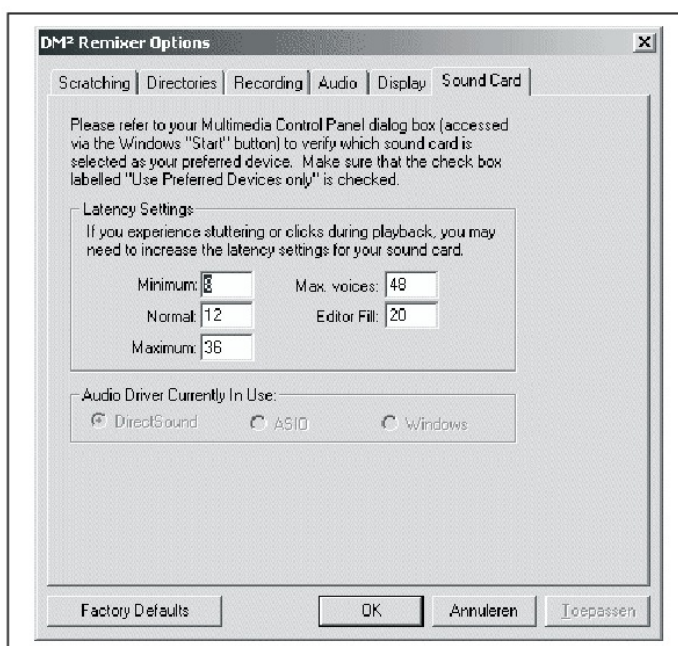 DM² Remixer Options
Scratching Directories Recording Audio Display Sound Card
Please refer to your Multimedia Control Panel dialog box (accessed
via the Windows "Start" button) to verify which sound card is
selected as your preferred device. Make sure that the check box
labelled "Use Preferred Devices only" is checked.
Latency Settings
If you experience stuttering or clicks during playback, you may
need to increase the latency settings for your sound card.
Minimum: 8 Max. voices: 48
Normal: 12 Editor Fill: 20
Maximum: 36
Audio Driver Currently In Use:
DirectSound ASIO Windows
Factory Defaults OK Annuleren Toepassen